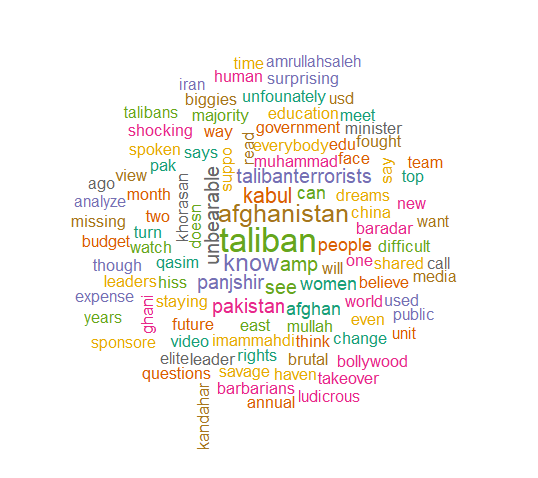 time amrullahsaleh
human surprising
iran
biggies unfounately usd
talibans majority education meet
shocking way government minister
spoken says read everybody edu fought
pak suppo muhammad face say team
view talibanterrorists top
ago month unbearable kabul can dreams new
analyze khorasan afghanistan china
missing two doesn baradar want
budget turn taliban people difficult
watch
though qasim know amp will one shared call
leaders hiss panjshir see women believe media
expense staying pakistan afghan world used
years ghani public
future east mullah even unit
sponsore video imammahdi think change
elite leader rights brutal bollywood
questions savage haven takeover
barbarians ludicrous
kandahar annual